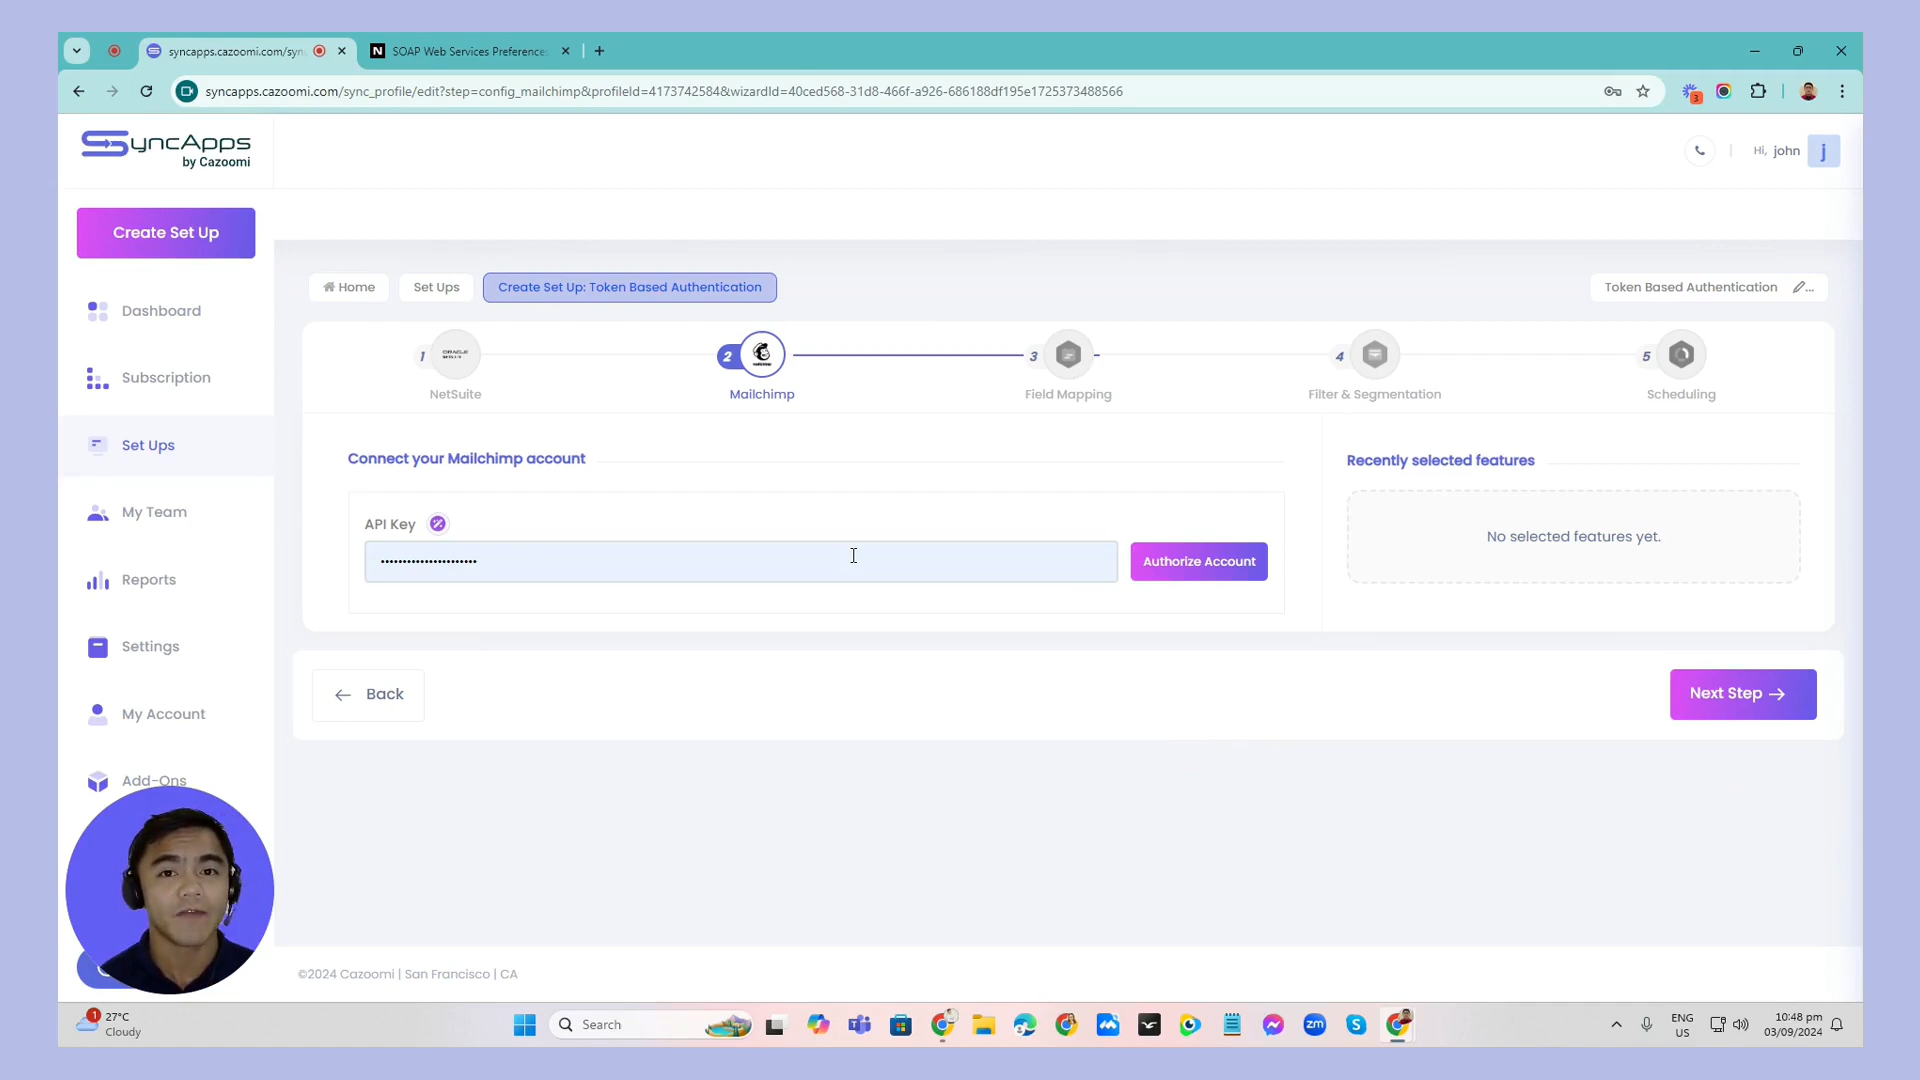 syncapps.cazoomi.com/syn
SOAP Web Services Preferences
syncapps.cazoomi.com/sync_profile/edit?step=config_mailchimp&profileId=4173742584&wizardId=40ced568-31d8-466f-a926-686188df195e1725373488566
3
SyncApps
by Cazoomi
Hi, john
j
Create Set Up
Home
Set Ups
Create Set Up: Token Based Authentication
Token Based Authentication ...
Dashboard
Subscription
Set Ups
My Team
Reports
Settings
My Account
Add-Ons
1
ORACLE
NetSuite
2
Mailchimp
3
Field Mapping
4
Filter & Segmentation
5
Scheduling
Connect your Mailchimp account
API Key
•••••••••••••••••••••
Authorize Account
Recently selected features
No selected features yet.
Back
Next Step
©2024 Cazoomi | San Francisco | CA
1
27°C
Cloudy
Search
zm
ENG
US
10:48 pm
03/09/2024